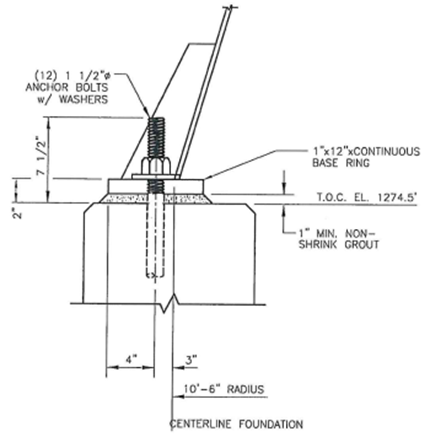 (12) 1 1/2"ø
ANCHOR BOLTS
w/ WASHERS
7 1/2"
2"
1"x12"xCONTINUOUS
BASE RING
T.O.C. EL. 1274.5'
1" MIN. NON-
SHRINK GROUT
4"
3"
10'-6" RADIUS
CENTERLINE FOUNDATION